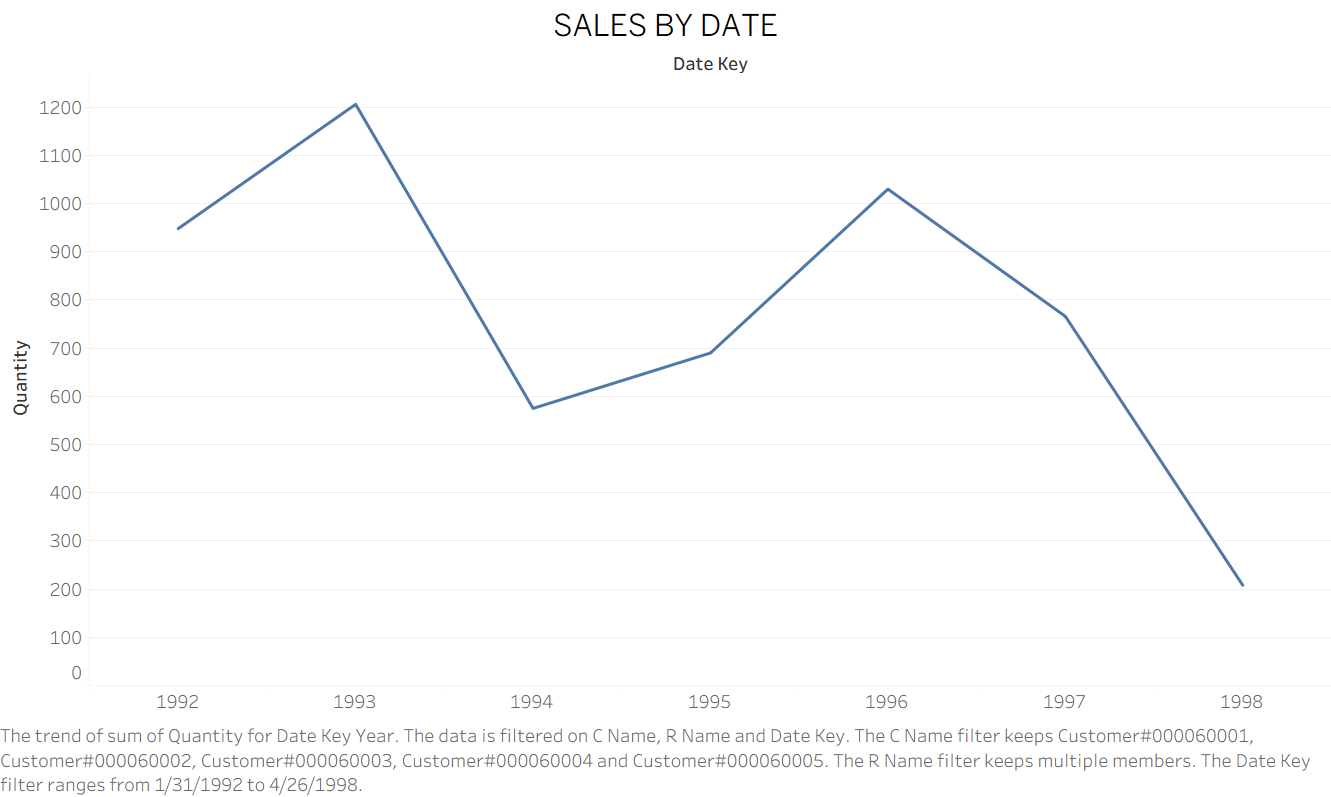 SALES BY DATE
Date Key
Quantity
1200
1100
1000
900
800
700
600
500
400
300
200
100
0
1992 1993 1994 1995 1996 1997 1998
The trend of sum of Quantity for Date Key Year. The data is filtered on C Name, R Name and Date Key. The C Name filter keeps Customer#000060001,
Customer#000060002, Customer#000060003, Customer#000060004 and Customer#000060005. The R Name filter keeps multiple members. The Date Key
filter ranges from 1/31/1992 to 4/26/1998.